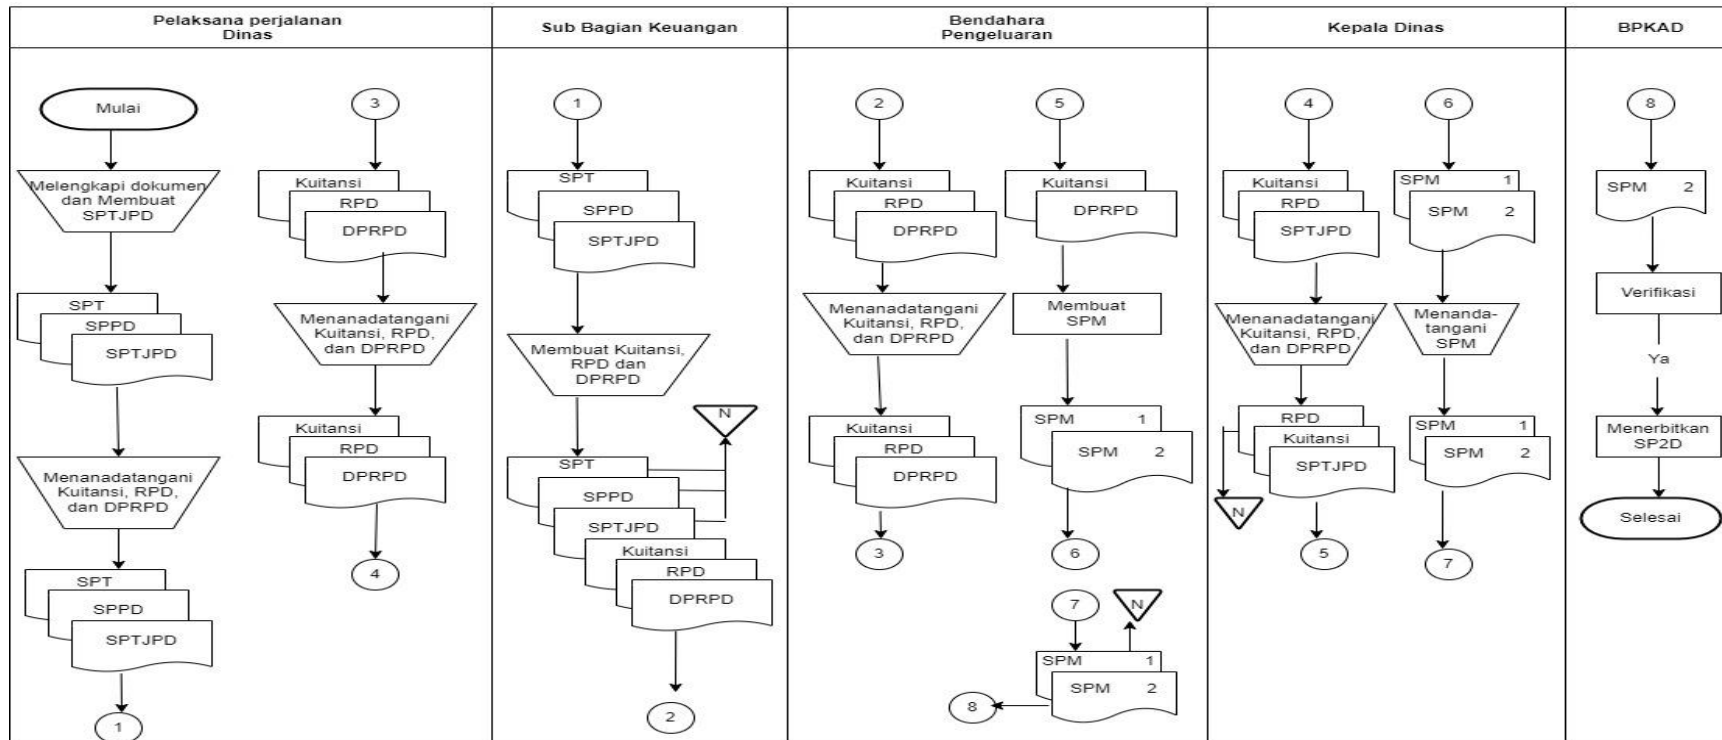 Pelaksana perjalanan
Dinas
Sub Bagian Keuangan
Bendahara
Pengeluaran
Kepala Dinas
BPKAD
Mulai
Melengkapi dokumen
dan Membuat
SPTJPD
SPT
SPPD
SPTJPD
Menanadatangani
Kuitansi, RPD,
dan DPRPD
SPT
SPPD
SPTJPD
1
3
Kuitansi
RPD
DPRPD
Menanadatangani
Kuitansi, RPD,
dan DPRPD
Kuitansi
RPD
DPRPD
4
1
SPT
SPPD
SPTJPD
Membuat Kuitansi,
RPD dan
DPRPD
N
SPT
SPPD
SPTJPD
Kuitansi
RPD
DPRPD
2
2
Kuitansi
RPD
DPRPD
Menanadatangani
Kuitansi, RPD,
dan DPRPD
Kuitansi
RPD
DPRPD
3
5
Kuitansi
DPRPD
Membuat
SPM
SPM 1
SPM 2
6
7
N
SPM 1
SPM 2
8
4
Kuitansi
RPD
SPTJPD
Menanadatangani
Kuitansi, RPD,
dan DPRPD
RPD
Kuitansi
SPTJPD
N
5
6
SPM 1
SPM 2
Menanda-
tangani
SPM
SPM 1
SPM 2
7
8
SPM 2
Verifikasi
Ya
Menerbitkan
SP2D
Selesai